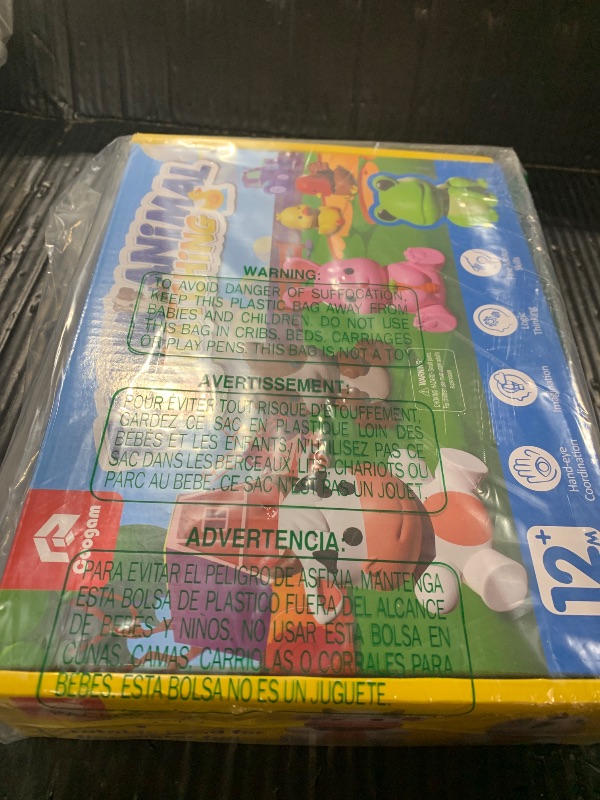 ANIMAL
WARNING:
TO AVOID DANGER OF SUFFOCATION,
KEEP THIS PLASTIC BAG AWAY FROM
BABIES AND CHILDREN. DO NOT USE
THIS BAG IN CRIBS. BEDS. CARRIAGES
OR PLAY PENS. THIS BAG IS NOT A TOY
AVERTISSEMENT:
POUR ÉVITER TOUT RISQUE D'ÉTOUFFEMENT,
GARDEZ CE SAC EN PLASTIQUE LOIN DES
BEBES ET LES ENFANTS. N'UTILISEZ PAS CE
SAC DANS LES BERCEAUX, LITS, CHARIOTS OU
PARC AU BEBE. CE SAC N'EST PAS UN JOUET.
ADVERTENCIA:
PARA EVITAR EL PELIGRO DE ASFIXIA, MANTENGA
ESTA BOLSA DE PLASTICO FUERA DEL ALCANCE
DE BEBES Y NINOS. NO USAR ESTA BOLSA EN
CUNAS. CAMAS. CARRIOLAS O CORRALES PARA
BEBES. ESTA BOLSA NO ES UN JUGUETE.
Coogam
Logic
Thinking
Imagination
Hand-eye
Coordination
12M+
WARNING